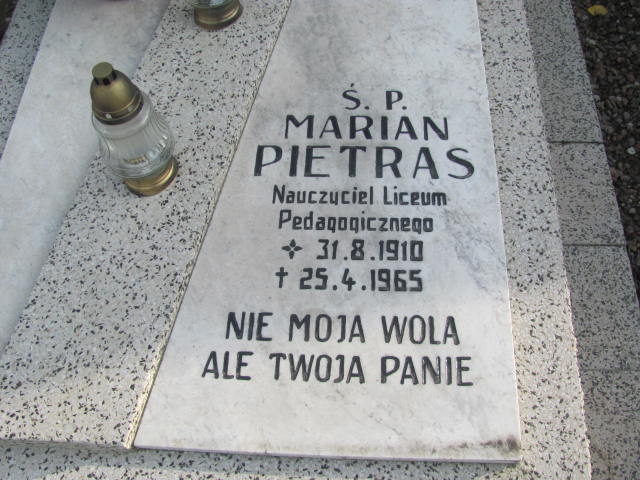 Ś. P.
MARIAN
PIETRAS
Nauczyciel Liceum
Pedagogicznego
31.8.1910
† 25.4.1965
NIE MOJA WOLA
ALE TWOJA PANIE